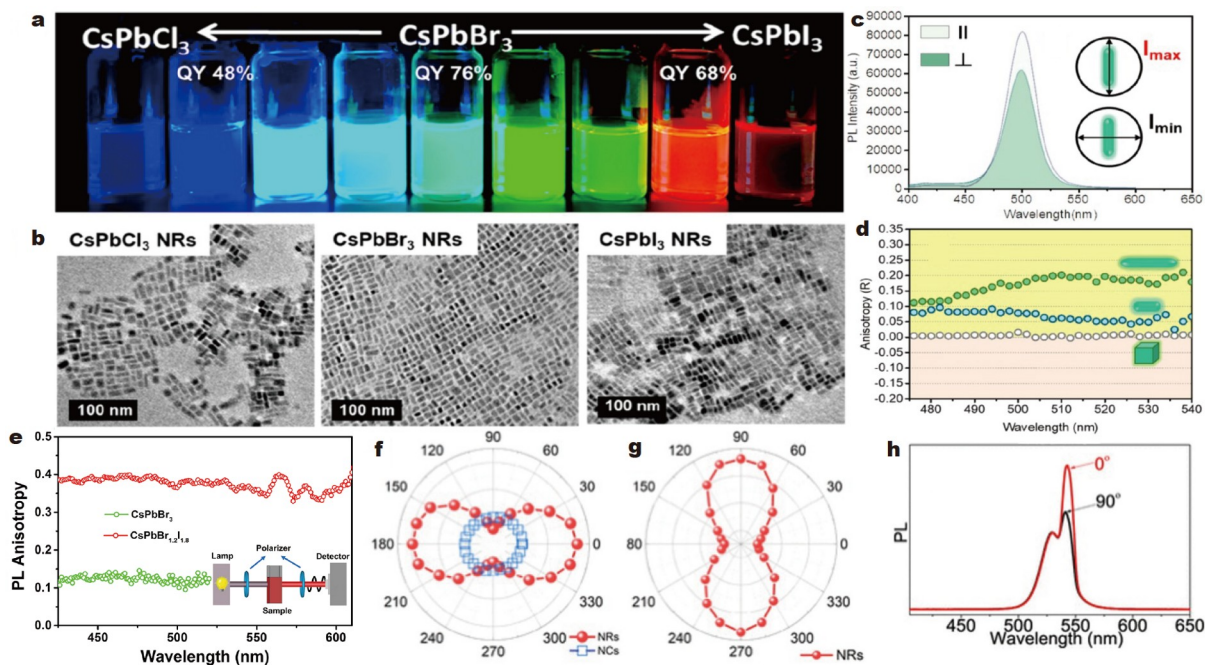 a
CsPbCl3
CsPbBr3
CsPbI3
QY 48%
QY 76%
QY 68%
b
CsPbCl3 NRs
100 nm
CsPbBr3 NRs
100 nm
CsPbI3 NRs
100 nm
c
PL Intensity (a.u.)
90000
80000
70000
60000
50000
40000
30000
20000
10000
0
||
⊥
Imax
Imin
400 450 500 550 600 650
Wavelength(nm)
d
Anisotropy (R)
0.35
0.30
0.25
0.20
0.15
0.10
0.05
0.00
-0.05
-0.10
-0.15
-0.20
480 490 500 510 520 530 540
Wavelength (nm)
e
PL Anisotropy
0.5
0.4
0.3
0.2
0.1
0.0
CsPbBr3
CsPbBr1.2I1.8
Lamp
Polarizer
Detector
Sample
450 500 550 600
Wavelength (nm)
f
90
120 60
150 30
180 0
210 330
240 300
270
NRs
NCs
g
90
120 60
150 30
80 0
210 330
240 300
270
NRs
h
PL
0°
90°
450 500 550 600 650
Wavelength (nm)